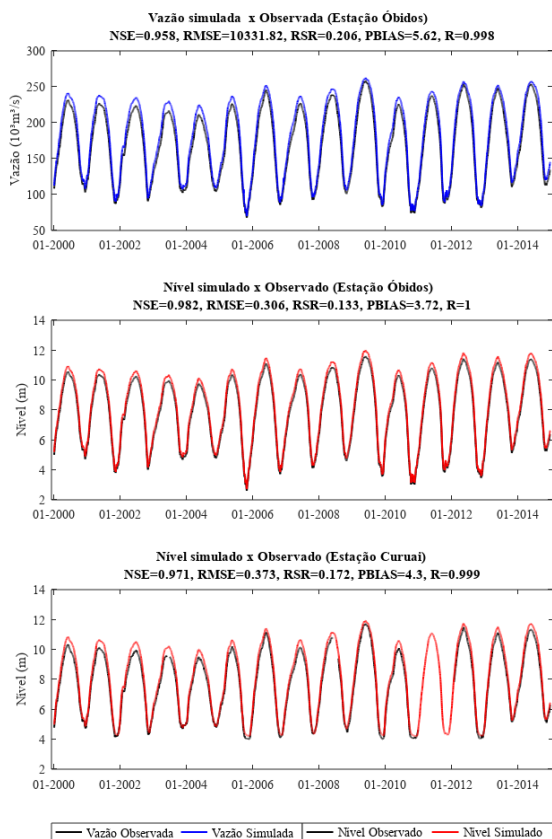 Vazão simulada x Observada (Estação Óbidos)
NSE=0.958, RMSE=10331.82, RSR=0.206, PBIAS=5.62, R=0.998
300
250
200
150
100
50
Vazão (10³m³/s)
01-2000 01-2002 01-2004 01-2006 01-2008 01-2010 01-2012 01-2014
Nível simulado x Observado (Estação Óbidos)
NSE=0.982, RMSE=0.306, RSR=0.133, PBIAS=3.72, R=1
14
12
10
8
6
4
2
Nível (m)
01-2000 01-2002 01-2004 01-2006 01-2008 01-2010 01-2012 01-2014
Nível simulado x Observado (Estação Curuai)
NSE=0.971, RMSE=0.373, RSR=0.172, PBIAS=4.3, R=0.999
14
12
10
8
6
4
2
Nível (m)
01-2000 01-2002 01-2004 01-2006 01-2008 01-2010 01-2012 01-2014
Vazão Observada Vazão Simulada Nível Observado Nível Simulado